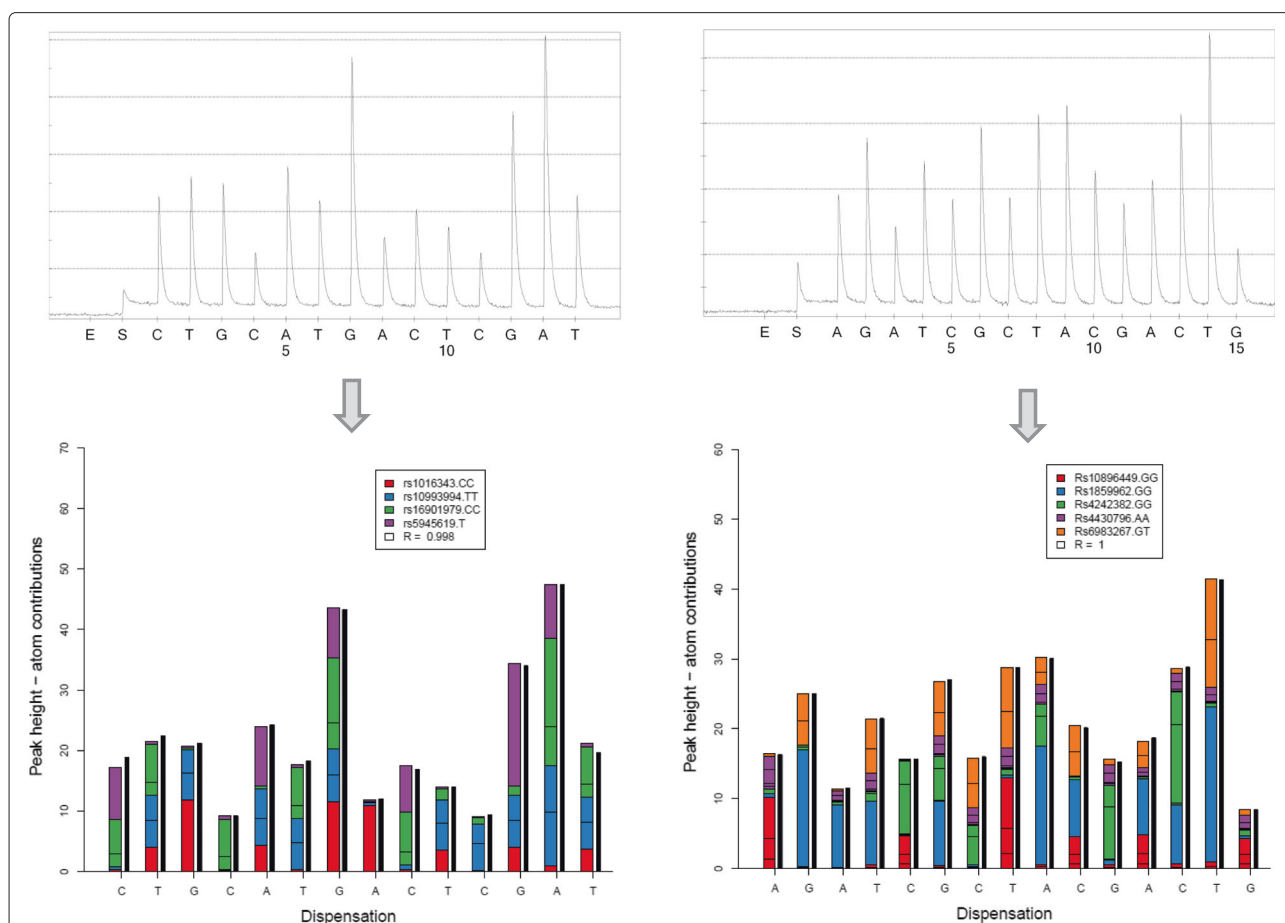 E S C T G C A T G A C T C G A T
5 10
E S A G A T C G C T A C G A C T G
5 10 15
Peak height – atom contributions
70
60
50
40
30
20
10
0
rs1016343.CC
rs10993994.TT
rs16901979.CC
rs5945619.T
R = 0.998
C T G C A T G A C T C G A T
Dispensation
Peak height – atom contributions
60
50
40
30
20
10
0
Rs10896449.GG
Rs1859962.GG
Rs4242382.GG
Rs4430796.AA
Rs6983267.GT
R = 1
A G A T C G C T A C G A C T G
Dispensation